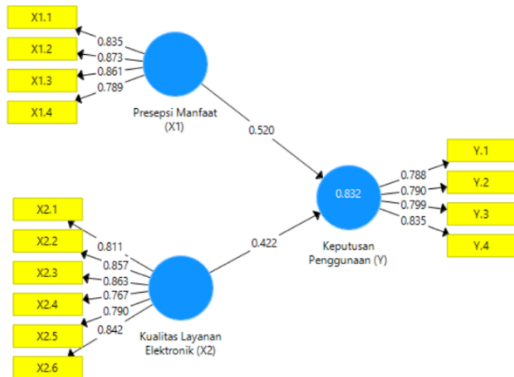 X1.1
X1.2
X1.3
X1.4
0.835
0.873
0.861
0.789
Presepsi Manfaat
(X1)
0.520
X2.1
X2.2
X2.3
X2.4
X2.5
X2.6
0.811
0.857
0.863
0.767
0.790
0.842
Kualitas Layanan
Elektronik (X2)
0.422
0.832
Keputusan
Penggunaan (Y)
0.788
0.790
0.799
0.835
Y.1
Y.2
Y.3
Y.4